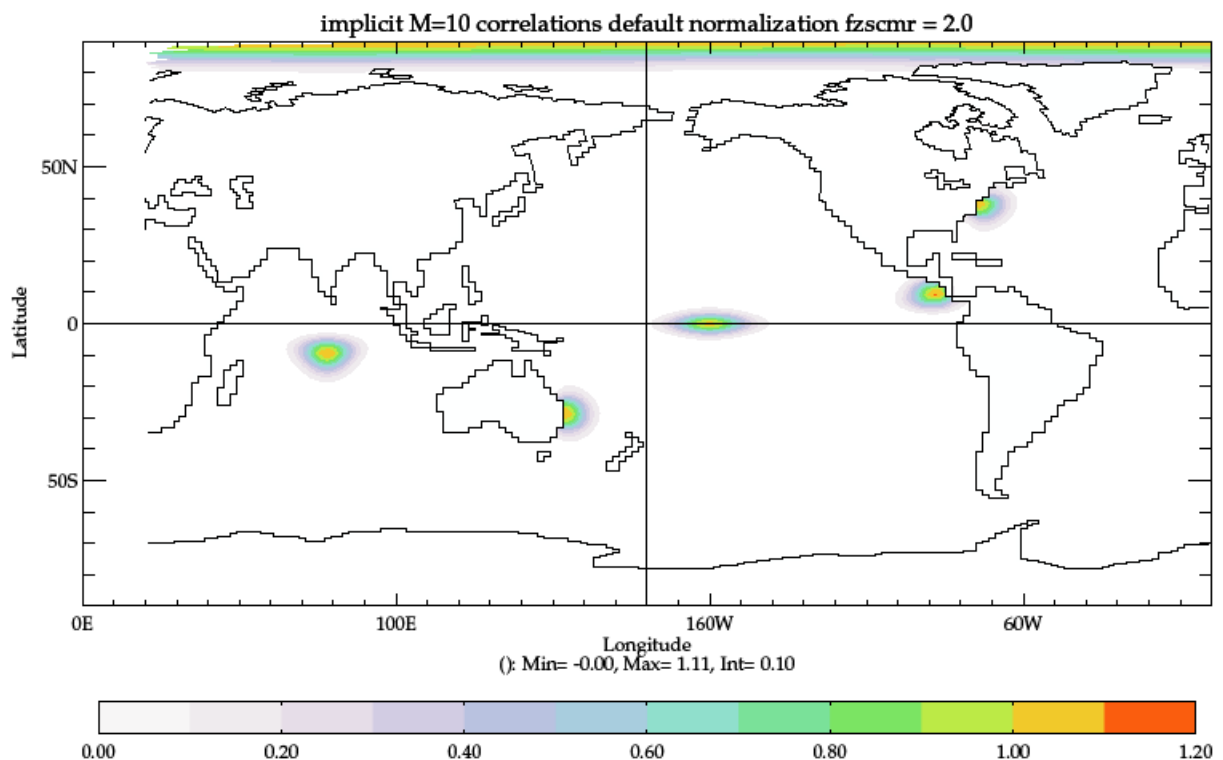 implicit M=10 correlations default normalization fzscmr = 2.0
50N
0
50S
Latitude
0E 100E 160W 60W
Longitude
(): Min= -0.00, Max= 1.11, Int= 0.10
0.00 0.20 0.40 0.60 0.80 1.00 1.20